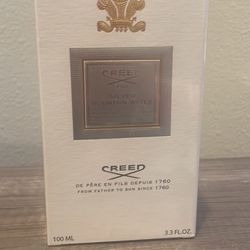 CREED
SILVER
MOUNTAIN WATER
CREED
DE PÈRE EN FILS DEPUIS 1760
FROM FATHER TO SON SINCE 1760
100 ML
3.3 FL.OZ.